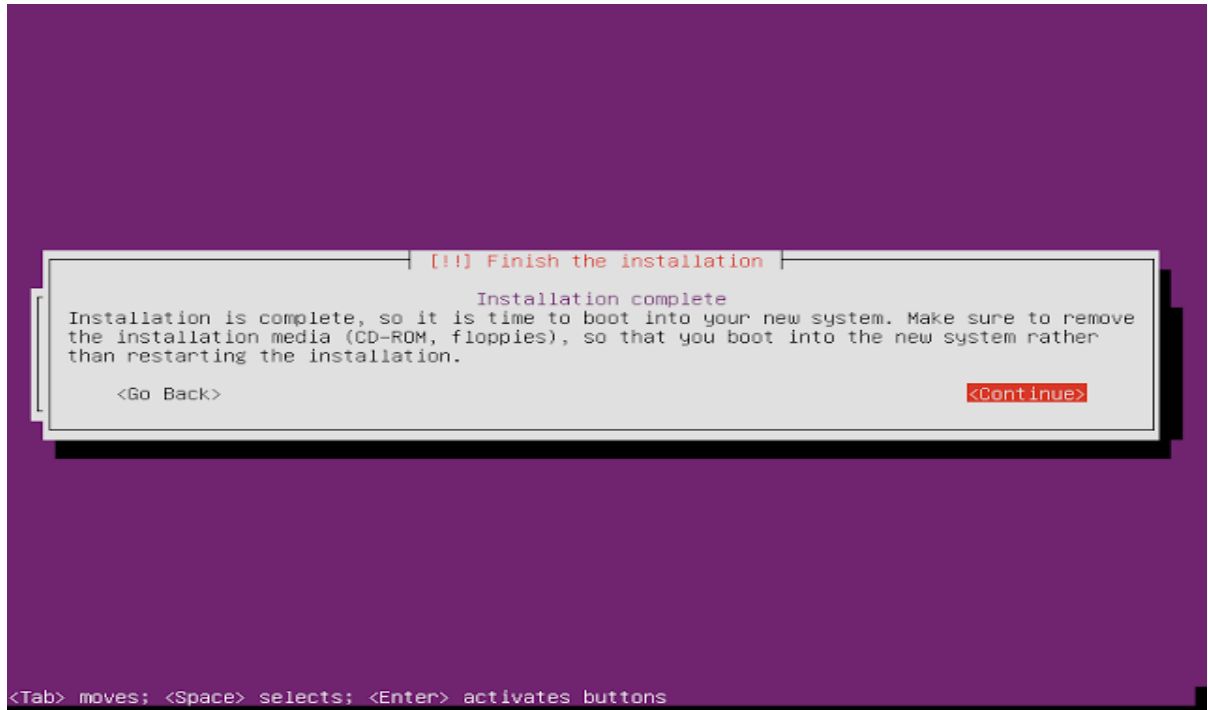 [!!] Finish the installation
Installation complete
Installation is complete, so it is time to boot into your new system. Make sure to remove
the installation media (CD-ROM, floppies), so that you boot into the new system rather
than restarting the installation.
<Go Back> <Continue>
<Tab> moves; <Space> selects; <Enter> activates buttons